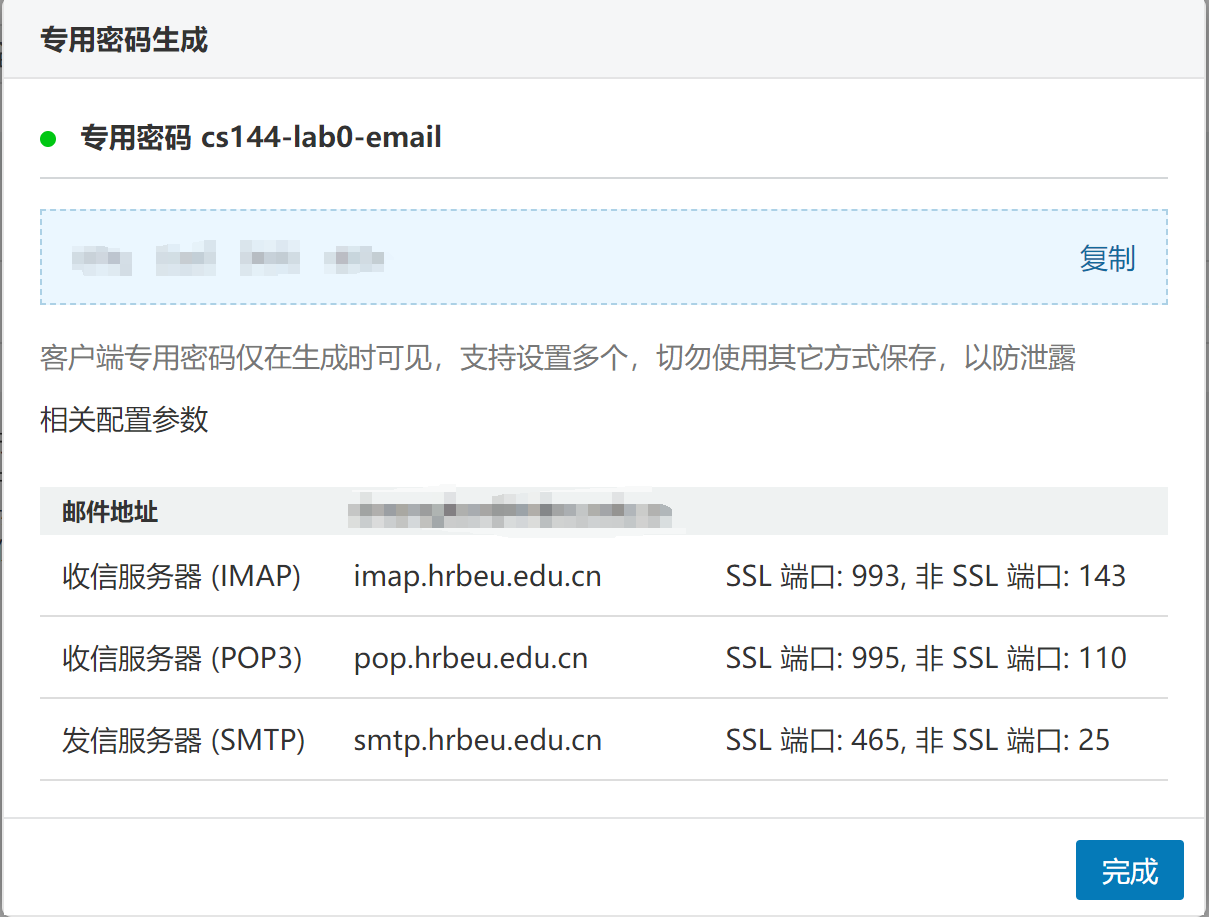 专用密码生成
专用密码 cs144-lab0-email
复制
客户端专用密码仅在生成时可见，支持设置多个，切勿使用其它方式保存，以防泄露
相关配置参数
邮件地址
收信服务器 (IMAP) imap.hrbeu.edu.cn SSL 端口: 993, 非 SSL 端口: 143
收信服务器 (POP3) pop.hrbeu.edu.cn SSL 端口: 995, 非 SSL 端口: 110
发信服务器 (SMTP) smtp.hrbeu.edu.cn SSL 端口: 465, 非 SSL 端口: 25
完成